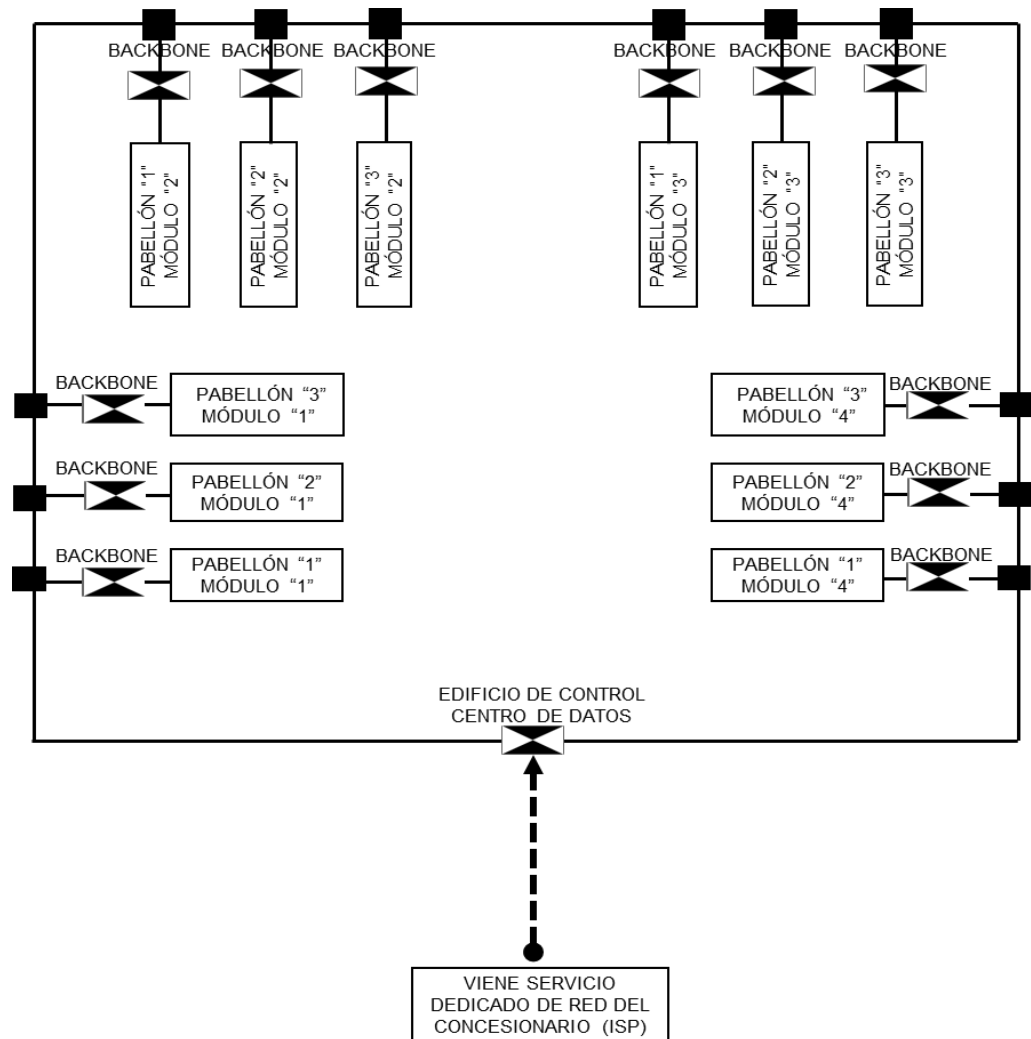 BACKBONE
BACKBONE
BACKBONE
BACKBONE
BACKBONE
BACKBONE
PABELLÓN "1"
MÓDULO "2"
PABELLÓN "2"
MÓDULO "2"
PABELLÓN "3"
MÓDULO "2"
PABELLÓN "1"
MÓDULO "3"
PABELLÓN "2"
MÓDULO "3"
PABELLÓN "3"
MÓDULO "3"
BACKBONE
PABELLÓN “3”
MÓDULO “1”
PABELLÓN “3”
MÓDULO “4”
BACKBONE
BACKBONE
PABELLÓN “2”
MÓDULO “1”
PABELLÓN “2”
MÓDULO “4”
BACKBONE
BACKBONE
PABELLÓN “1”
MÓDULO “1”
PABELLÓN “1”
MÓDULO “4”
BACKBONE
EDIFICIO DE CONTROL
CENTRO DE DATOS
VIENE SERVICIO
DEDICADO DE RED DEL
CONCESIONARIO (ISP)